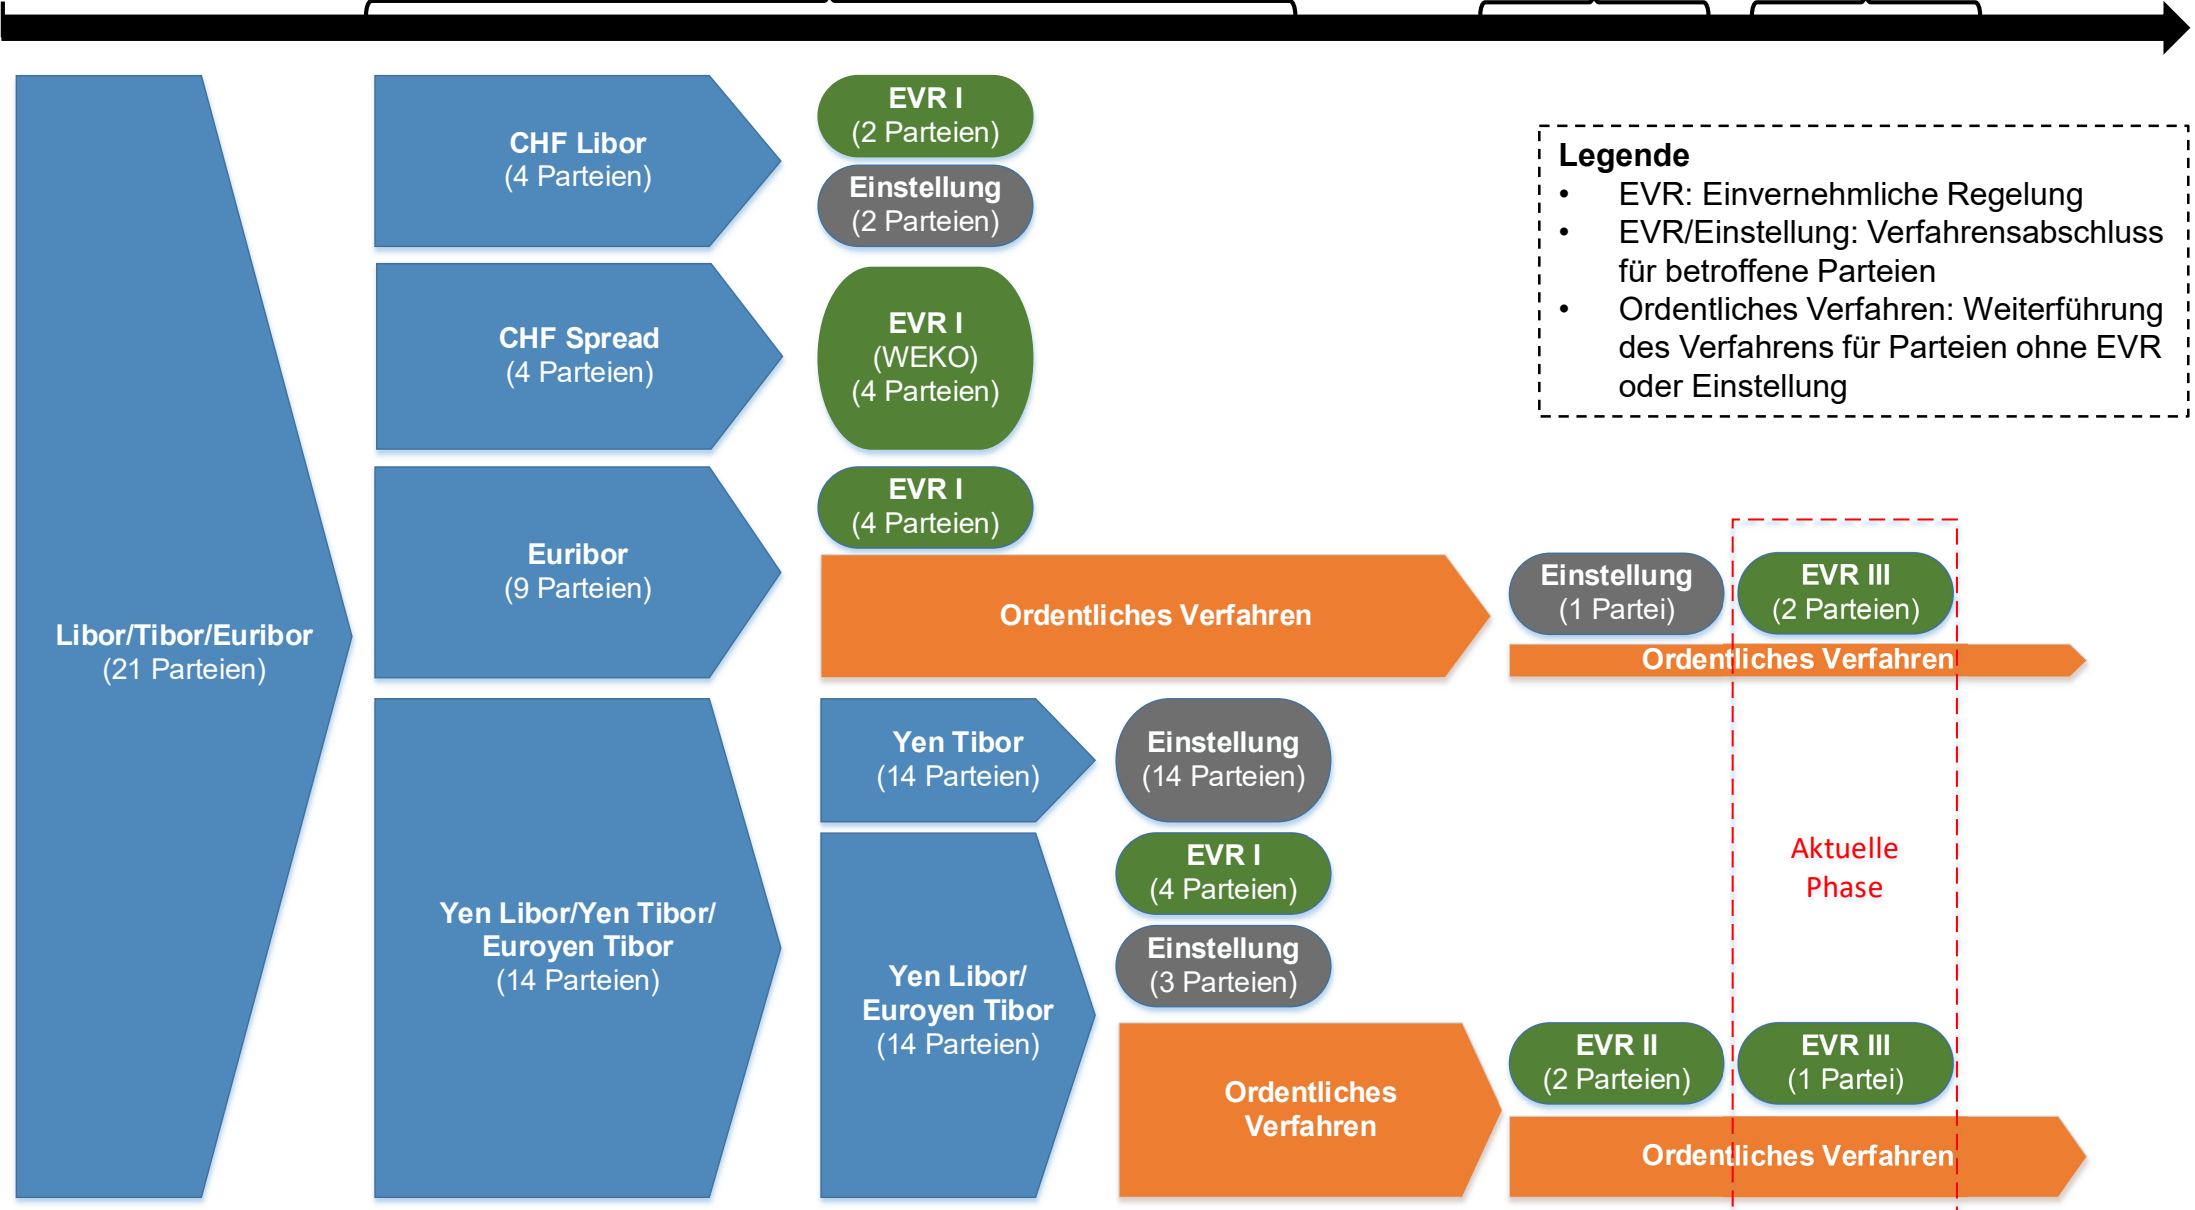 Libor/Tibor/Euribor
(21 Parteien)
CHF Libor
(4 Parteien)
EVR I
(2 Parteien)
Einstellung
(2 Parteien)
Legende
• EVR: Einvernehmliche Regelung
• EVR/Einstellung: Verfahrensabschluss
für betroffene Parteien
• Ordentliches Verfahren: Weiterführung
des Verfahrens für Parteien ohne EVR
oder Einstellung
CHF Spread
(4 Parteien)
EVR I
(WEKO)
(4 Parteien)
Euribor
(9 Parteien)
EVR I
(4 Parteien)
Ordentliches Verfahren
Einstellung
(1 Partei)
EVR III
(2 Parteien)
Ordentliches Verfahren
Yen Libor/Yen Tibor/
Euroyen Tibor
(14 Parteien)
Yen Tibor
(14 Parteien)
Einstellung
(14 Parteien)
Yen Libor/
Euroyen Tibor
(14 Parteien)
EVR I
(4 Parteien)
Einstellung
(3 Parteien)
Ordentliches
Verfahren
EVR II
(2 Parteien)
EVR III
(1 Partei)
Ordentliches Verfahren
Aktuelle
Phase